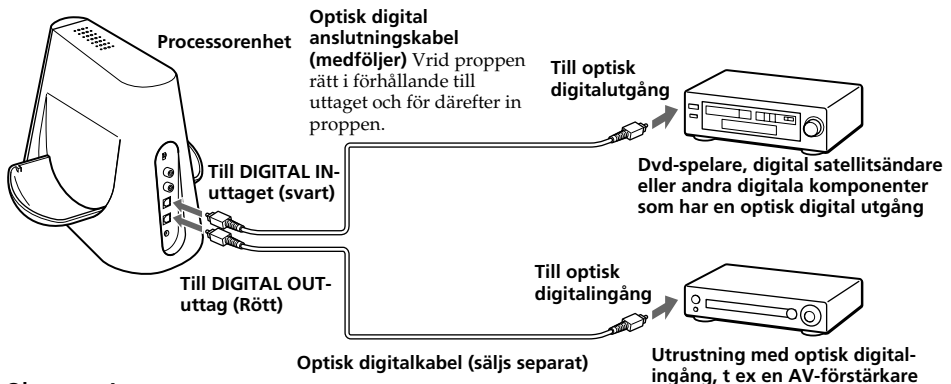 Processorenhet
Optisk digital
anslutningskabel
(medföljer) Vrid proppen
rätt i förhållande till
uttaget och för därefter in
proppen.
Till optisk
digitalutgång
Dvd-spelare, digital satellitsändare
eller andra digitala komponenter
som har en optisk digital utgång
Till DIGITAL IN-
uttaget (svart)
Till DIGITAL OUT-
uttag (Rött)
Till optisk
digitalingång
Optisk digitalkabel (säljs separat)
Utrustning med optisk digital-
ingång, t ex en AV-förstärkare